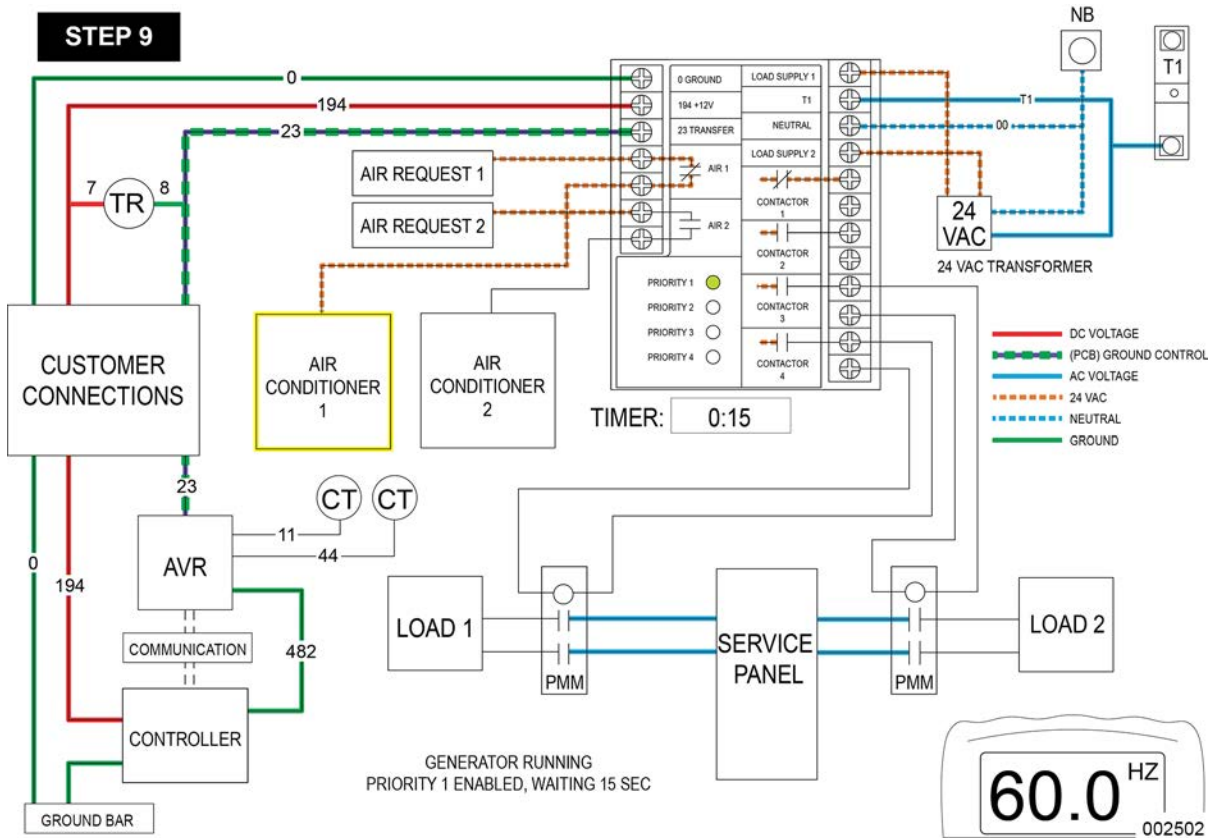 STEP 9
NB
T1
0
194
23
0 GROUND
194 +12V
23 TRANSFER
AIR 1
AIR 2
LOAD SUPPLY 1
T1
NEUTRAL
LOAD SUPPLY 2
CONTACTOR
1
CONTACTOR
2
CONTACTOR
3
CONTACTOR
4
PRIORITY 1
PRIORITY 2
PRIORITY 3
PRIORITY 4
T1
00
24
VAC
24 VAC TRANSFORMER
7
TR
8
AIR REQUEST 1
AIR REQUEST 2
CUSTOMER
CONNECTIONS
AIR
CONDITIONER
1
AIR
CONDITIONER
2
TIMER:
0:15
DC VOLTAGE
(PCB) GROUND CONTROL
AC VOLTAGE
24 VAC
NEUTRAL
GROUND
23
CT
CT
11
44
AVR
0
194
482
COMMUNICATION
CONTROLLER
GROUND BAR
LOAD 1
PMM
SERVICE
PANEL
PMM
LOAD 2
GENERATOR RUNNING
PRIORITY 1 ENABLED, WAITING 15 SEC
60.0 HZ
002502